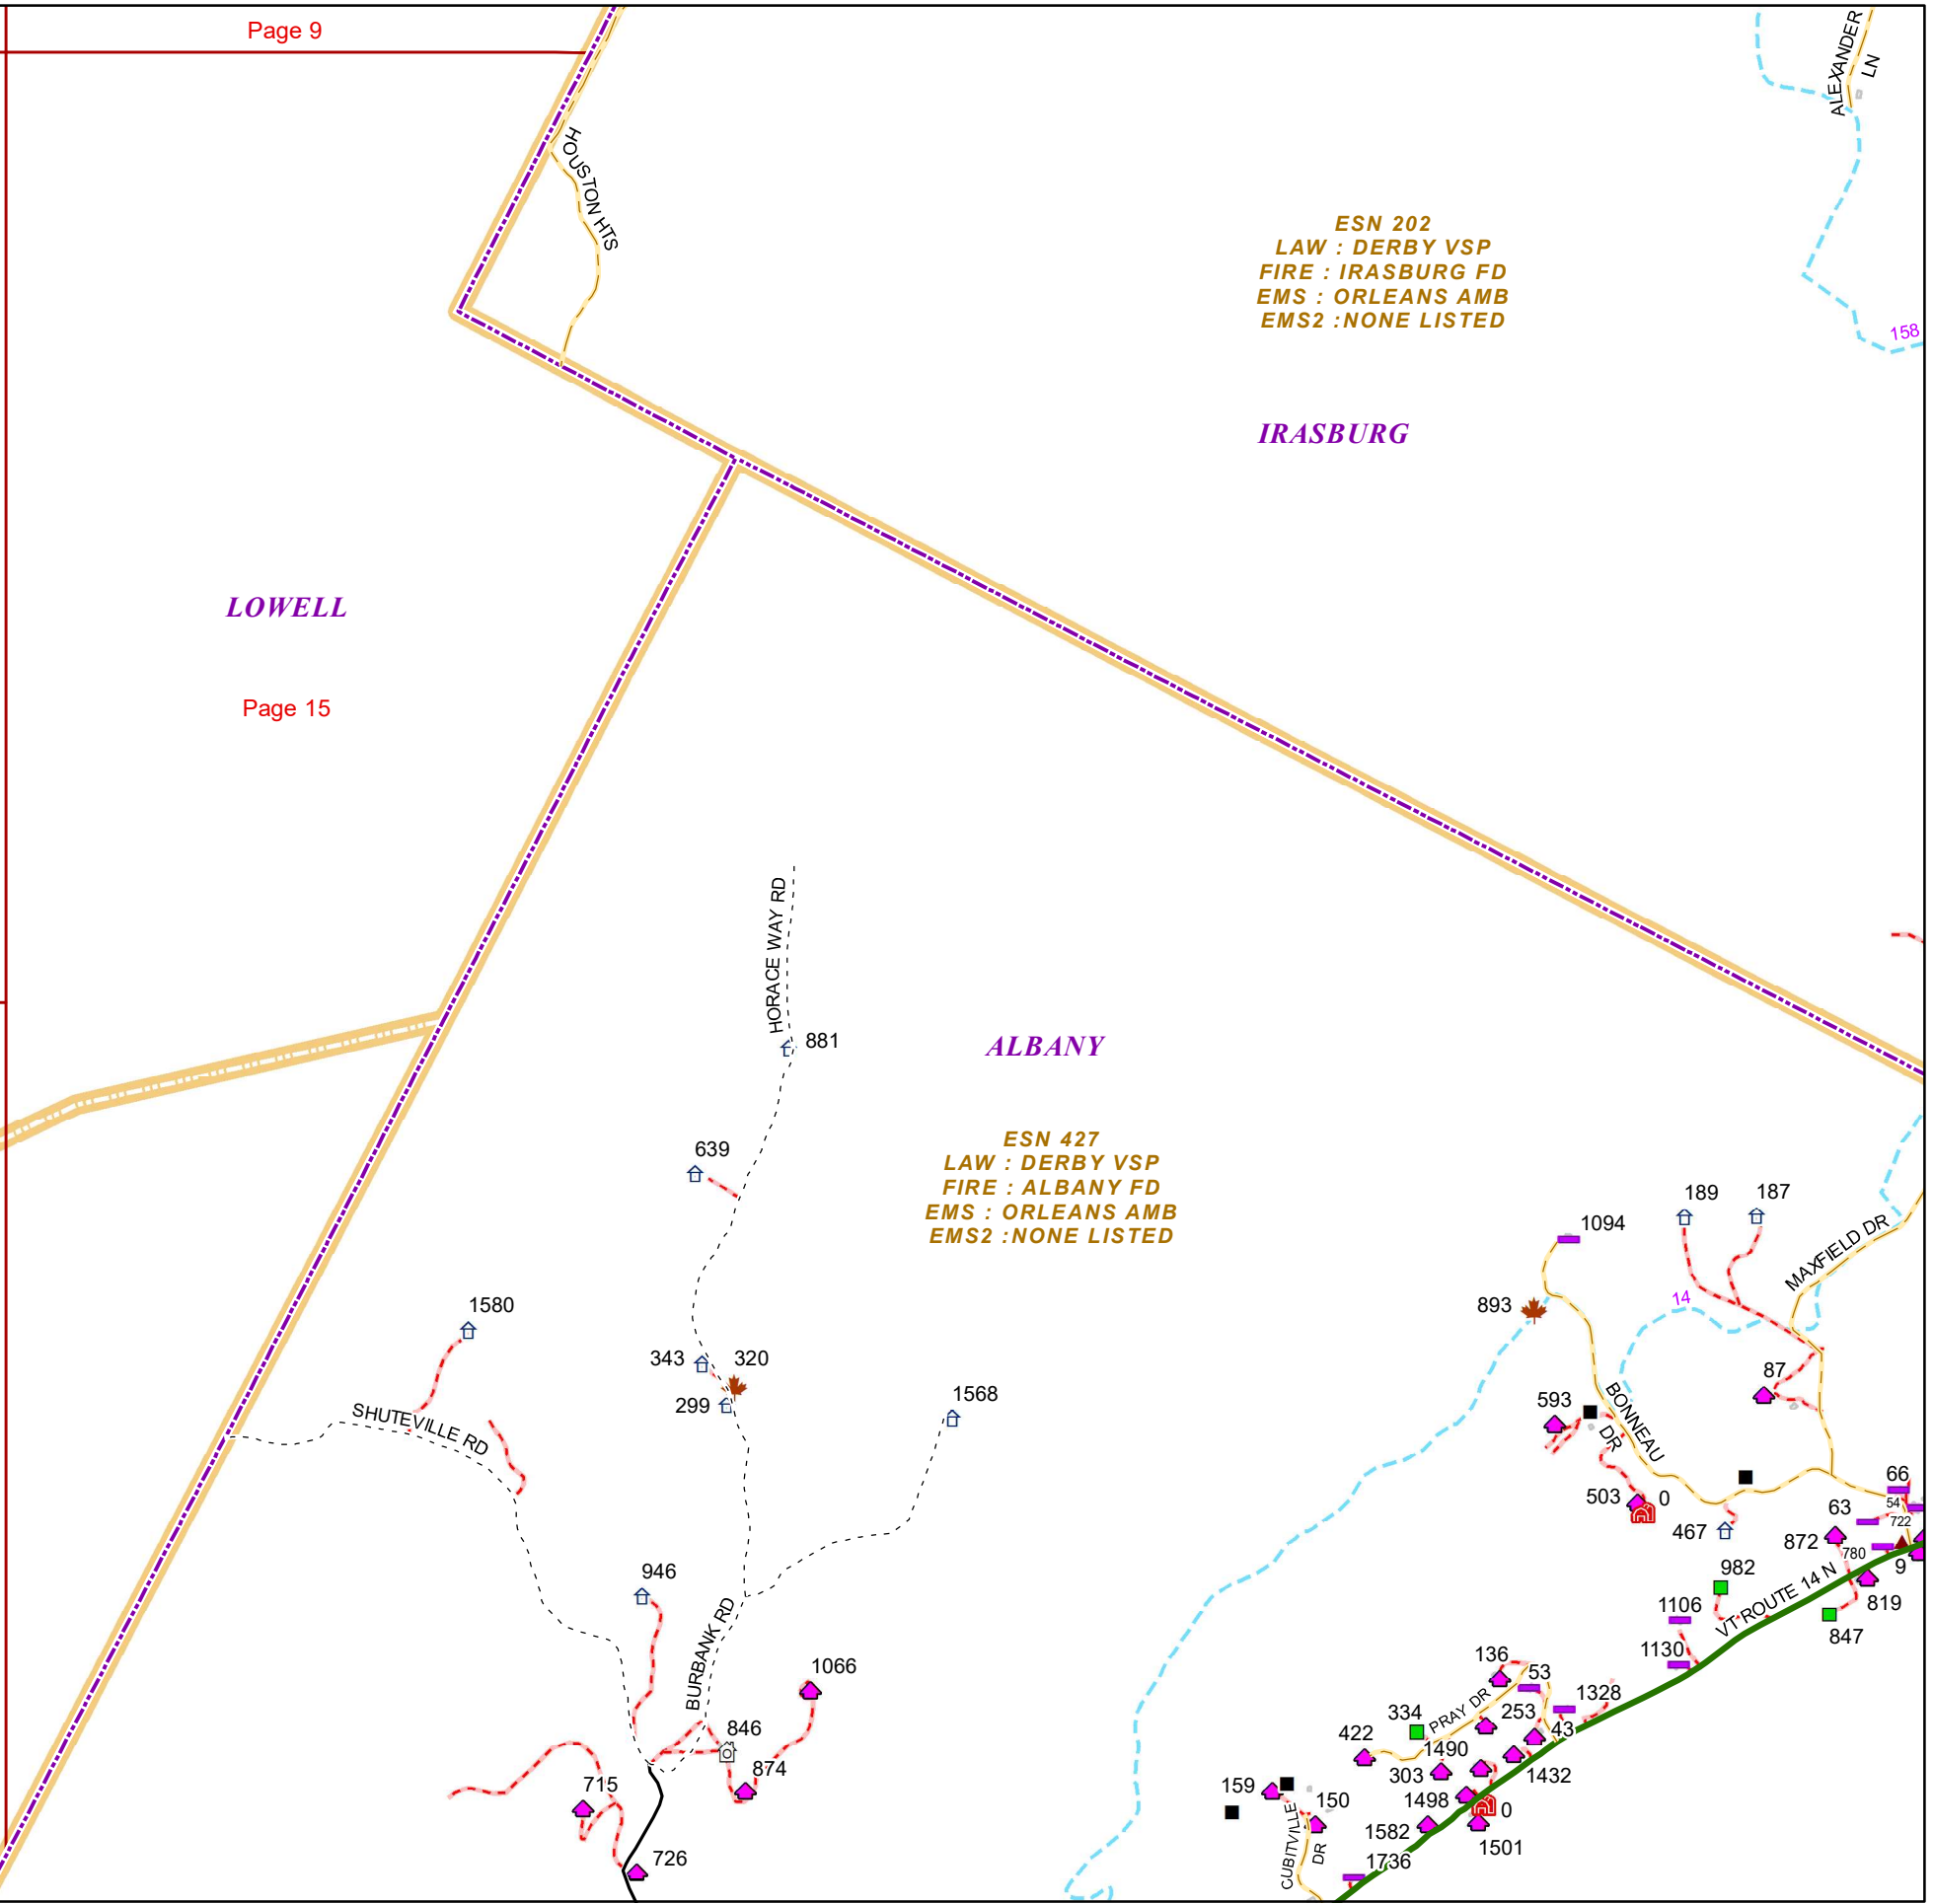 Page 9
ALEXANDER
LN
HOUSTON HTS
ESN 202
LAW : DERBY VSP
FIRE : IRASBURG FD
EMS : ORLEANS AMB
EMS2 :NONE LISTED
158
IRASBURG
LOWELL
Page 15
HORACE WAY RD
881
ALBANY
ESN 427
LAW : DERBY VSP
FIRE : ALBANY FD
EMS : ORLEANS AMB
EMS2 :NONE LISTED
639
189
187
1094
MAXFIELD DR
14
893
1580
343
320
299
1568
87
593
BONNEAU
DR
SHUTEVILLE RD
66
54
503
0
63
722
467
872
780
9
982
946
819
1106
VT ROUTE 14 N
847
BURBANK RD
1130
136
53
1066
1328
334
PRAY DR
253
846
422
43
1490
874
303
1432
715
159
150
1498
0
1582
1501
CUBITVILLE
DR
726
1736